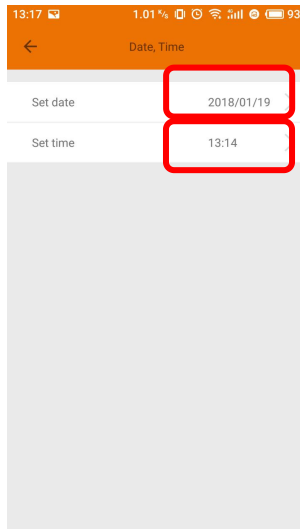 13:17 1.01 K/s 93
Date, Time
Set date 2018/01/19
Set time 13:14